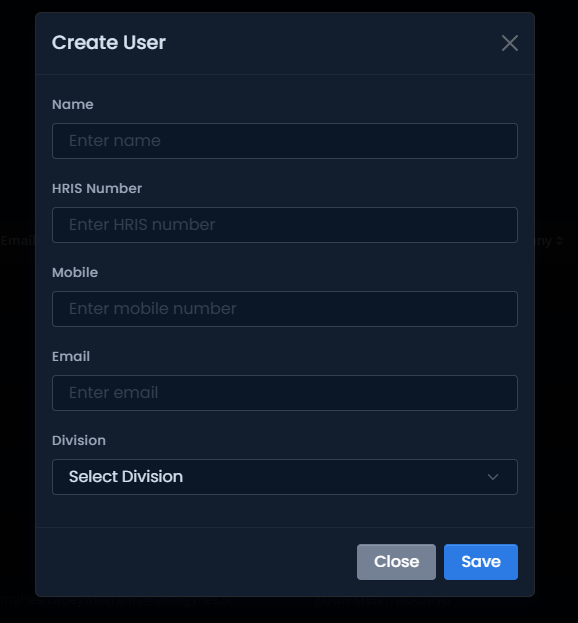 Create User
Name
Enter name
HRIS Number
Enter HRIS number
Email
Mobile
Enter mobile number
Email
Enter email
Division
Select Division
Close
Save